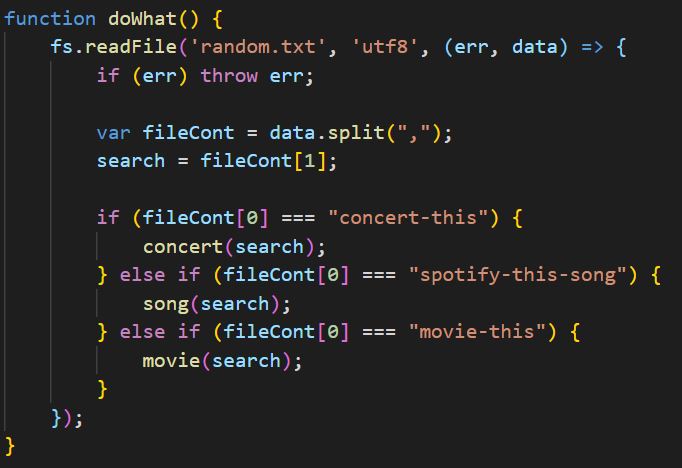 function doWhat() {
    fs.readFile('random.txt', 'utf8', (err, data) => {
        if (err) throw err;

        var fileCont = data.split(",");
        search = fileCont[1];

        if (fileCont[0] === "concert-this") {
            concert(search);
        } else if (fileCont[0] === "spotify-this-song") {
            song(search);
        } else if (fileCont[0] === "movie-this") {
            movie(search);
        }
    });
}